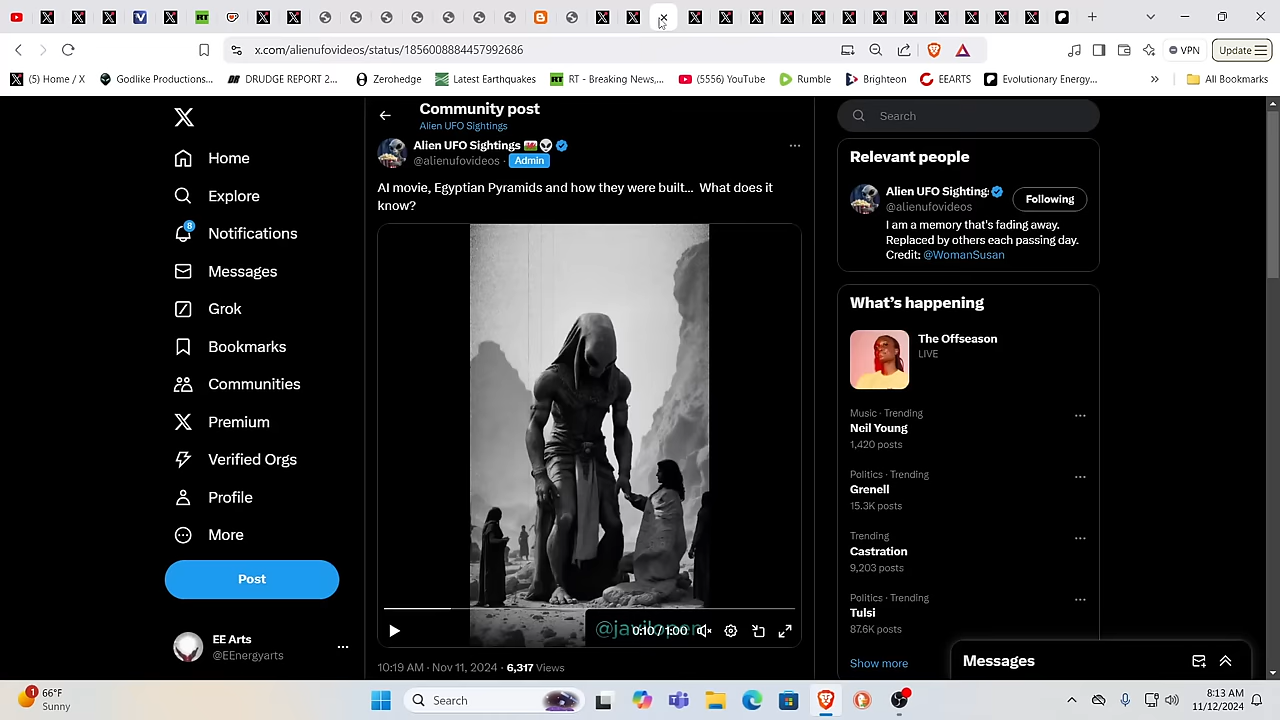 x.com/alienufovideos/status/1856008884457992686
VPN
Update
(5) Home / X
Godlike Productions...
DRUDGE REPORT 2...
Zerohedge
Latest Earthquakes
RT - Breaking News,...
(5556) YouTube
Rumble
Brighteon
EEARTS
Evolutionary Energy...
All Bookmarks
Home
Explore
8
Notifications
Messages
Grok
Bookmarks
Communities
Premium
Verified Orgs
Profile
More
Post
EE Arts
@EEnergyarts
Community post
Alien UFO Sightings
Alien UFO Sightings
@alienufovideos · Admin
AI movie, Egyptian Pyramids and how they were built... What does it
know?
0:10 / 1:00
10:19 AM · Nov 11, 2024 · 6,317 Views
Search
Relevant people
Alien UFO Sighting
@alienufovideos
Following
I am a memory that's fading away.
Replaced by others each passing day.
Credit: @WomanSusan
What's happening
The Offseason
LIVE
Music · Trending
Neil Young
1,420 posts
Politics · Trending
Grenell
15.3K posts
Trending
Castration
9,203 posts
Politics · Trending
Tulsi
87.6K posts
Show more
Messages
1
66°F
Sunny
Search
8:13 AM
11/12/2024